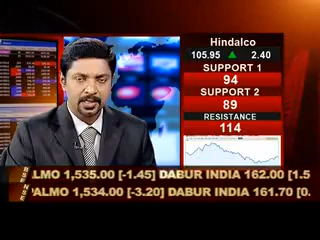 Hindalco
105.95 ▲ 2.40
SUPPORT 1
94
SUPPORT 2
89
RESISTANCE
114
ALMO 1,535.00 [-1.45] DABUR INDIA 162.00 [1.5
PALMO 1,534.00 [-3.20] DABUR INDIA 161.70 [0.